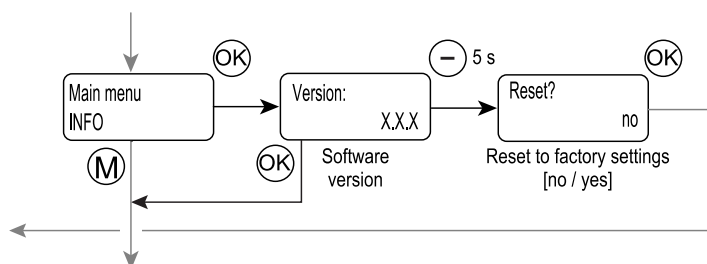 OK
− 5 s
OK
Main menu
INFO
Version:
X.X.X
Reset?
no
M
OK
Software
version
Reset to factory settings
[no / yes]